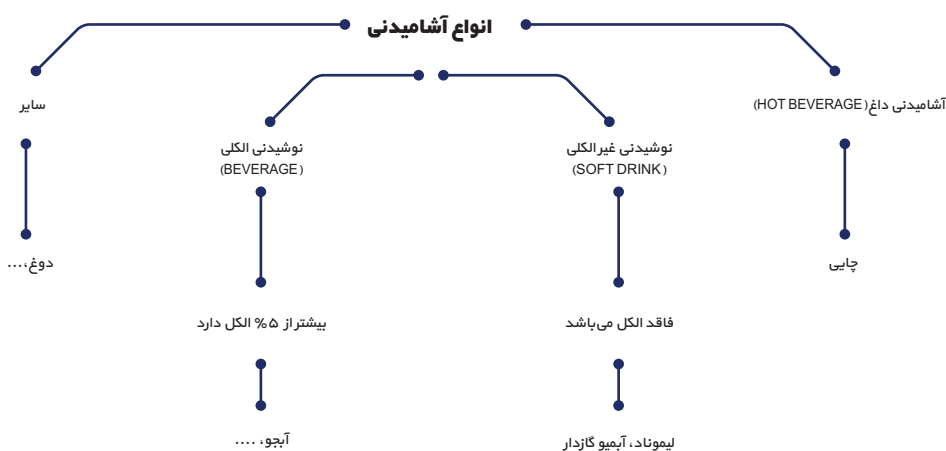 انواع آشامیدنی
آشامیدنی داغ(HOT BEVERAGE)
نوشیدنی غیرالکلی
(SOFT DRINK)
نوشیدنی الکلی
(BEVERAGE)
سایر
چایی
فاقد الکل می‌باشد
بیشتر از ۵% الکل دارد
دوغ،...
لیموناد، آبمیو گازدار
آبجو، ....